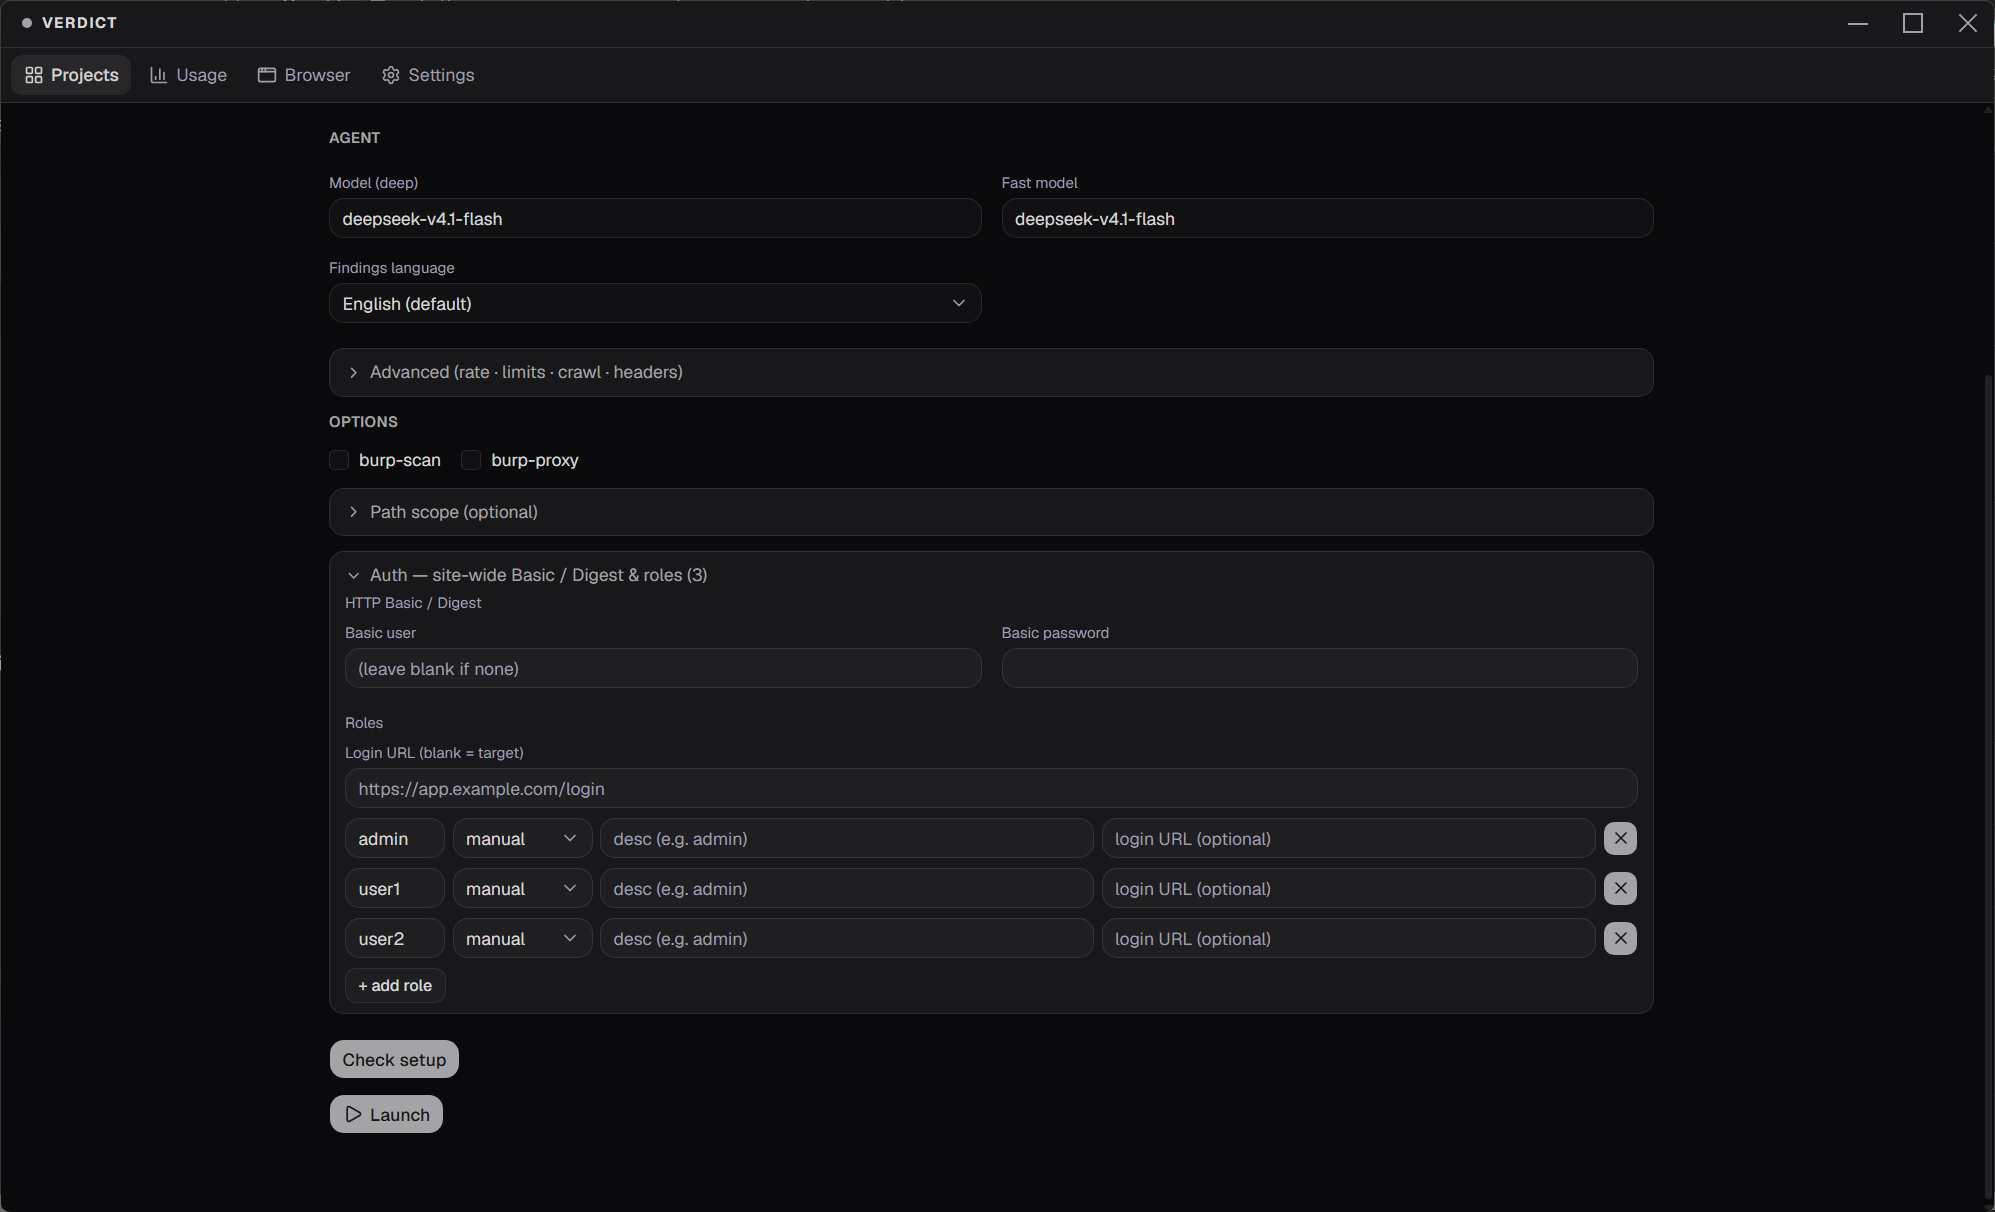 VERDICT
Projects Usage Browser Settings
AGENT
Model (deep) Fast model
deepseek-v4.1-flash deepseek-v4.1-flash
Findings language
English (default)
Advanced (rate · limits · crawl · headers)
OPTIONS
burp-scan burp-proxy
Path scope (optional)
Auth — site-wide Basic / Digest & roles (3)
HTTP Basic / Digest
Basic user Basic password
(leave blank if none)
Roles
Login URL (blank = target)
https://app.example.com/login
admin manual desc (e.g. admin) login URL (optional)
user1 manual desc (e.g. admin) login URL (optional)
user2 manual desc (e.g. admin) login URL (optional)
+ add role
Check setup
Launch